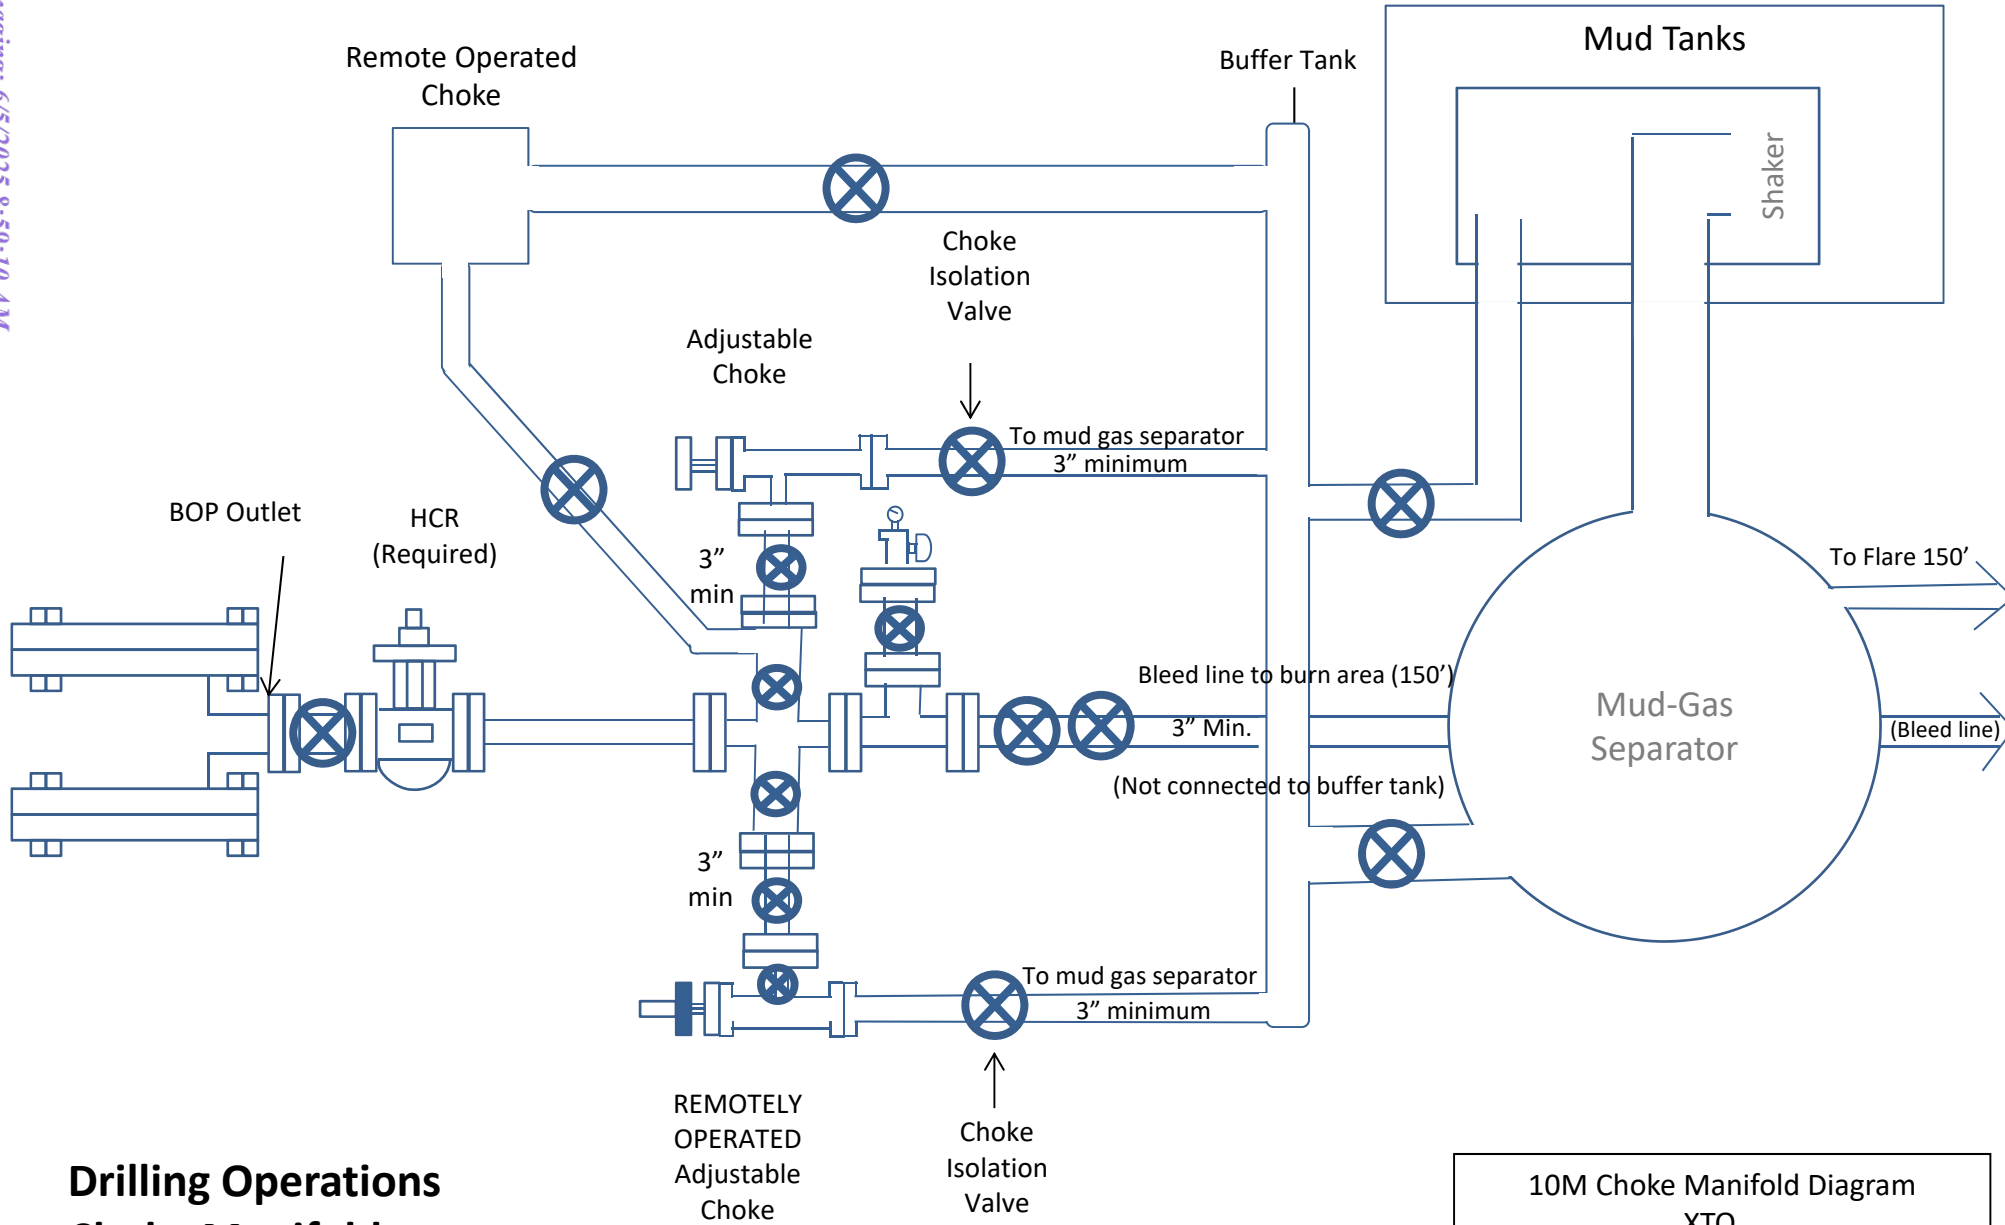 Mud Tanks
Remote Operated
Choke
Buffer Tank
Shaker
Choke
Isolation
Valve
Adjustable
Choke
To mud gas separator
3” minimum
BOP Outlet
HCR
(Required)
3”
min
To Flare 150’
Bleed line to burn area (150’)
3” Min.
(Not connected to buffer tank)
Mud-Gas
Separator
(Bleed line)
3”
min
To mud gas separator
3” minimum
REMOTELY
OPERATED
Adjustable
Choke
Choke
Isolation
Valve
Drilling Operations
10M Choke Manifold Diagram
XTO